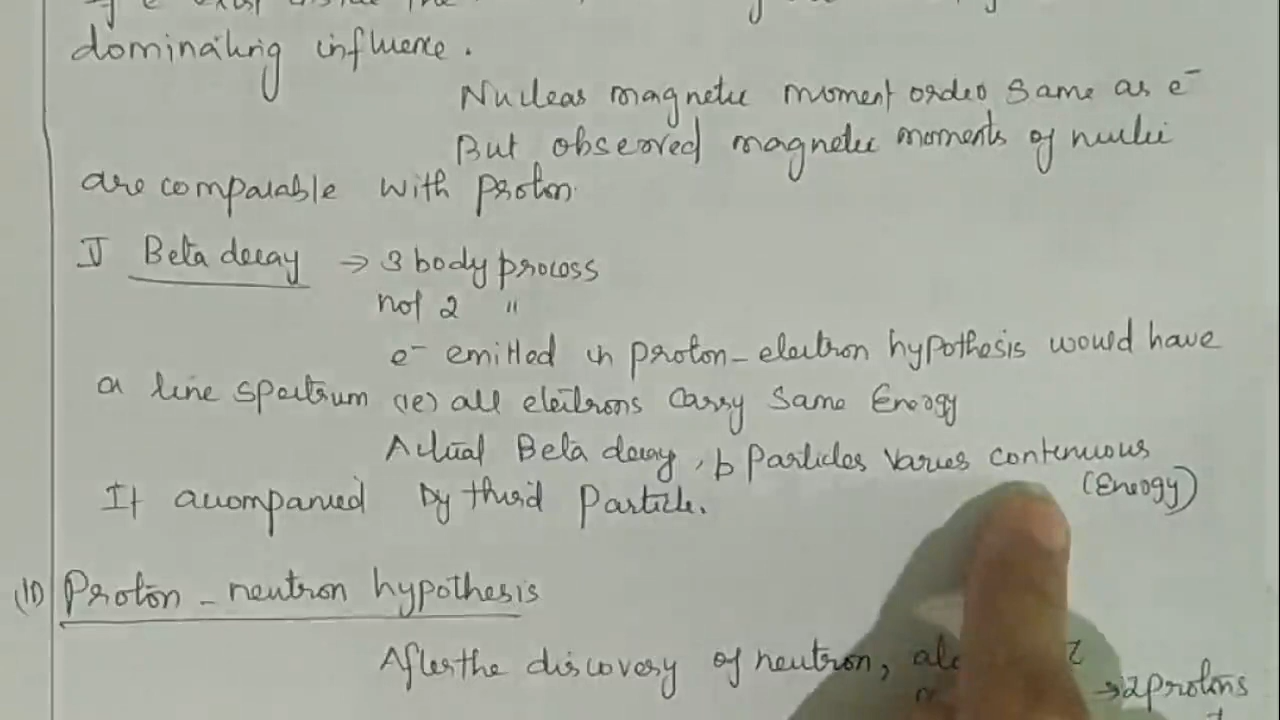 dominating influence.
Nuclear magnetic moment order same as e⁻
But observed magnetic moments of nuclei
are comparable with proton
V Beta decay → 3 body process
not 2 "
e⁻ emitted in proton-electron hypothesis would have
a line spectrum (ie) all electrons carry same Energy
Actual Beta decay, b particles varies continuous
(Energy)
It accompanied by third particle.
(II) Proton - neutron hypothesis
After the discovery of neutron,
→ 2 protons